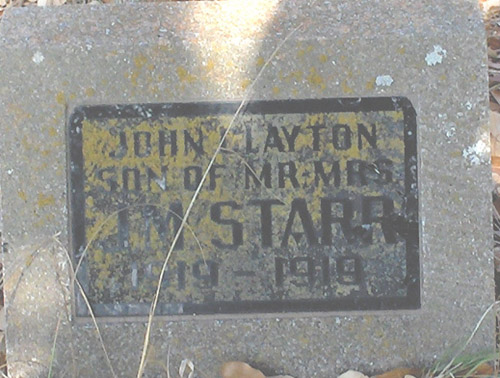 JOHN CLAYTON
SON OF MR. MRS.
J.M. STARR
1919 - 1919